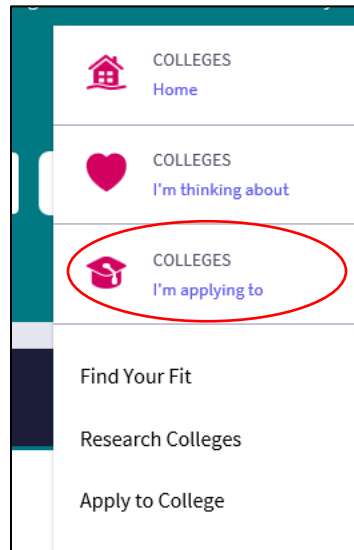 COLLEGES
Home
COLLEGES
I'm thinking about
COLLEGES
I'm applying to
Find Your Fit
Research Colleges
Apply to College